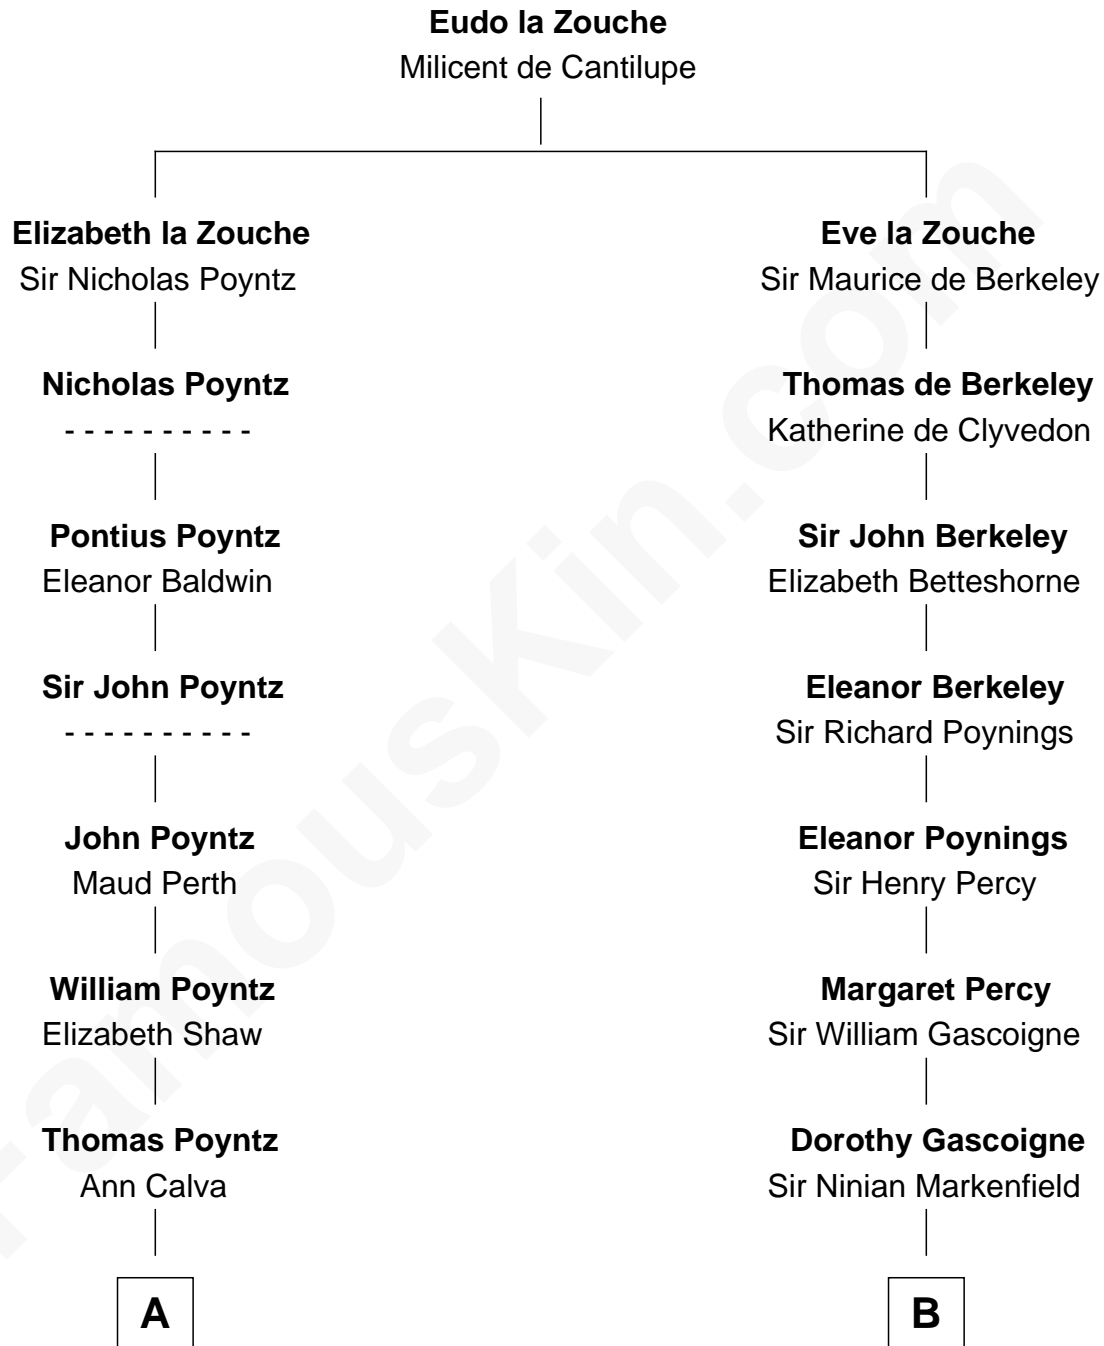 Eudo la Zouche
Milicent de Cantilupe
Elizabeth la Zouche
Sir Nicholas Poyntz
Nicholas Poyntz
- - - - - - - - - -
Pontius Poyntz
Eleanor Baldwin
Sir John Poyntz
- - - - - - - - - -
John Poyntz
Maud Perth
William Poyntz
Elizabeth Shaw
Thomas Poyntz
Ann Calva
A
Eve la Zouche
Sir Maurice de Berkeley
Thomas de Berkeley
Katherine de Clyvedon
Sir John Berkeley
Elizabeth Betteshorne
Eleanor Berkeley
Sir Richard Poynings
Eleanor Poynings
Sir Henry Percy
Margaret Percy
Sir William Gascoigne
Dorothy Gascoigne
Sir Ninian Markenfield
B
FamousKin.com